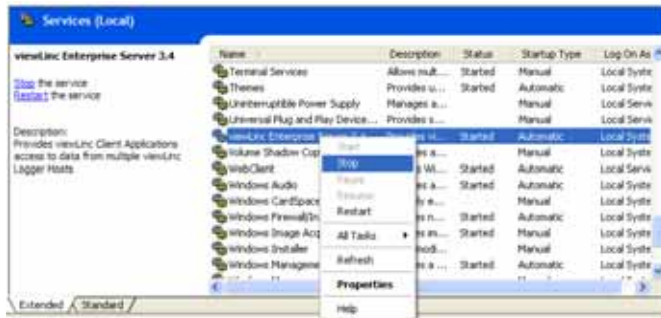 Services (Local)
viewLinc Enterprise Server 3.4
Stop the service
Restart the service
Description:
Provides viewLinc Client Applications
access to data from multiple viewLinc
Logger Hosts
Name Description Status Startup Type Log On As
Terminal Services Allows mult... Started Manual Local Syste
Themes Provides u... Started Automatic Local Syste
Uninterruptible Power Supply Manages a... Manual Local Servi
Universal Plug and Play Device... Provides s... Manual Local Servi
viewLinc Enterprise Started Automatic Local Syste
Volume Shadow Cop Manual Local Syste
WebClient Started Automatic Local Servi
Windows Audio Started Automatic Local Syste
Windows CardSpace Manual Local Syste
Windows Firewall/In Started Automatic Local Syste
Windows Image Acq Started Manual Local Syste
Windows Installer Manual Local Syste
Windows Manageme Started Automatic Local Syste
Start
Stop
Pause
Resume
Restart
All Tasks
Refresh
Properties
Help
Extended
Standard